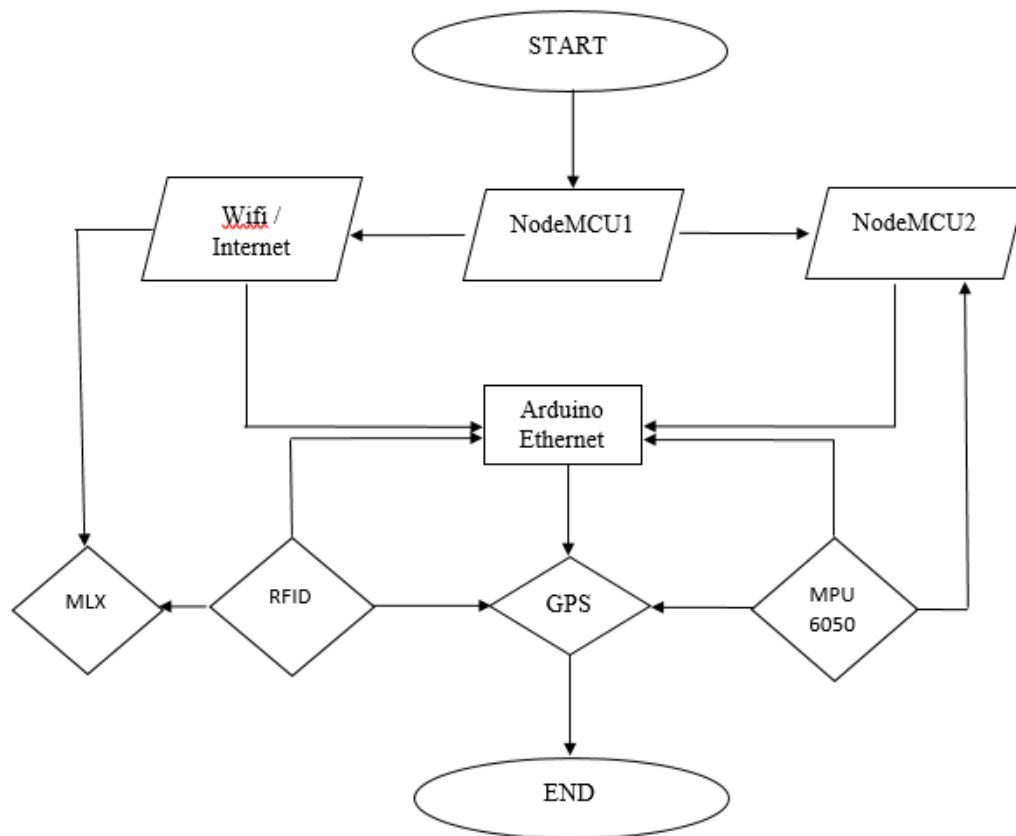 START
Wifi /
Internet
NodeMCU1
NodeMCU2
Arduino
Ethernet
MLX
RFID
GPS
MPU
6050
END